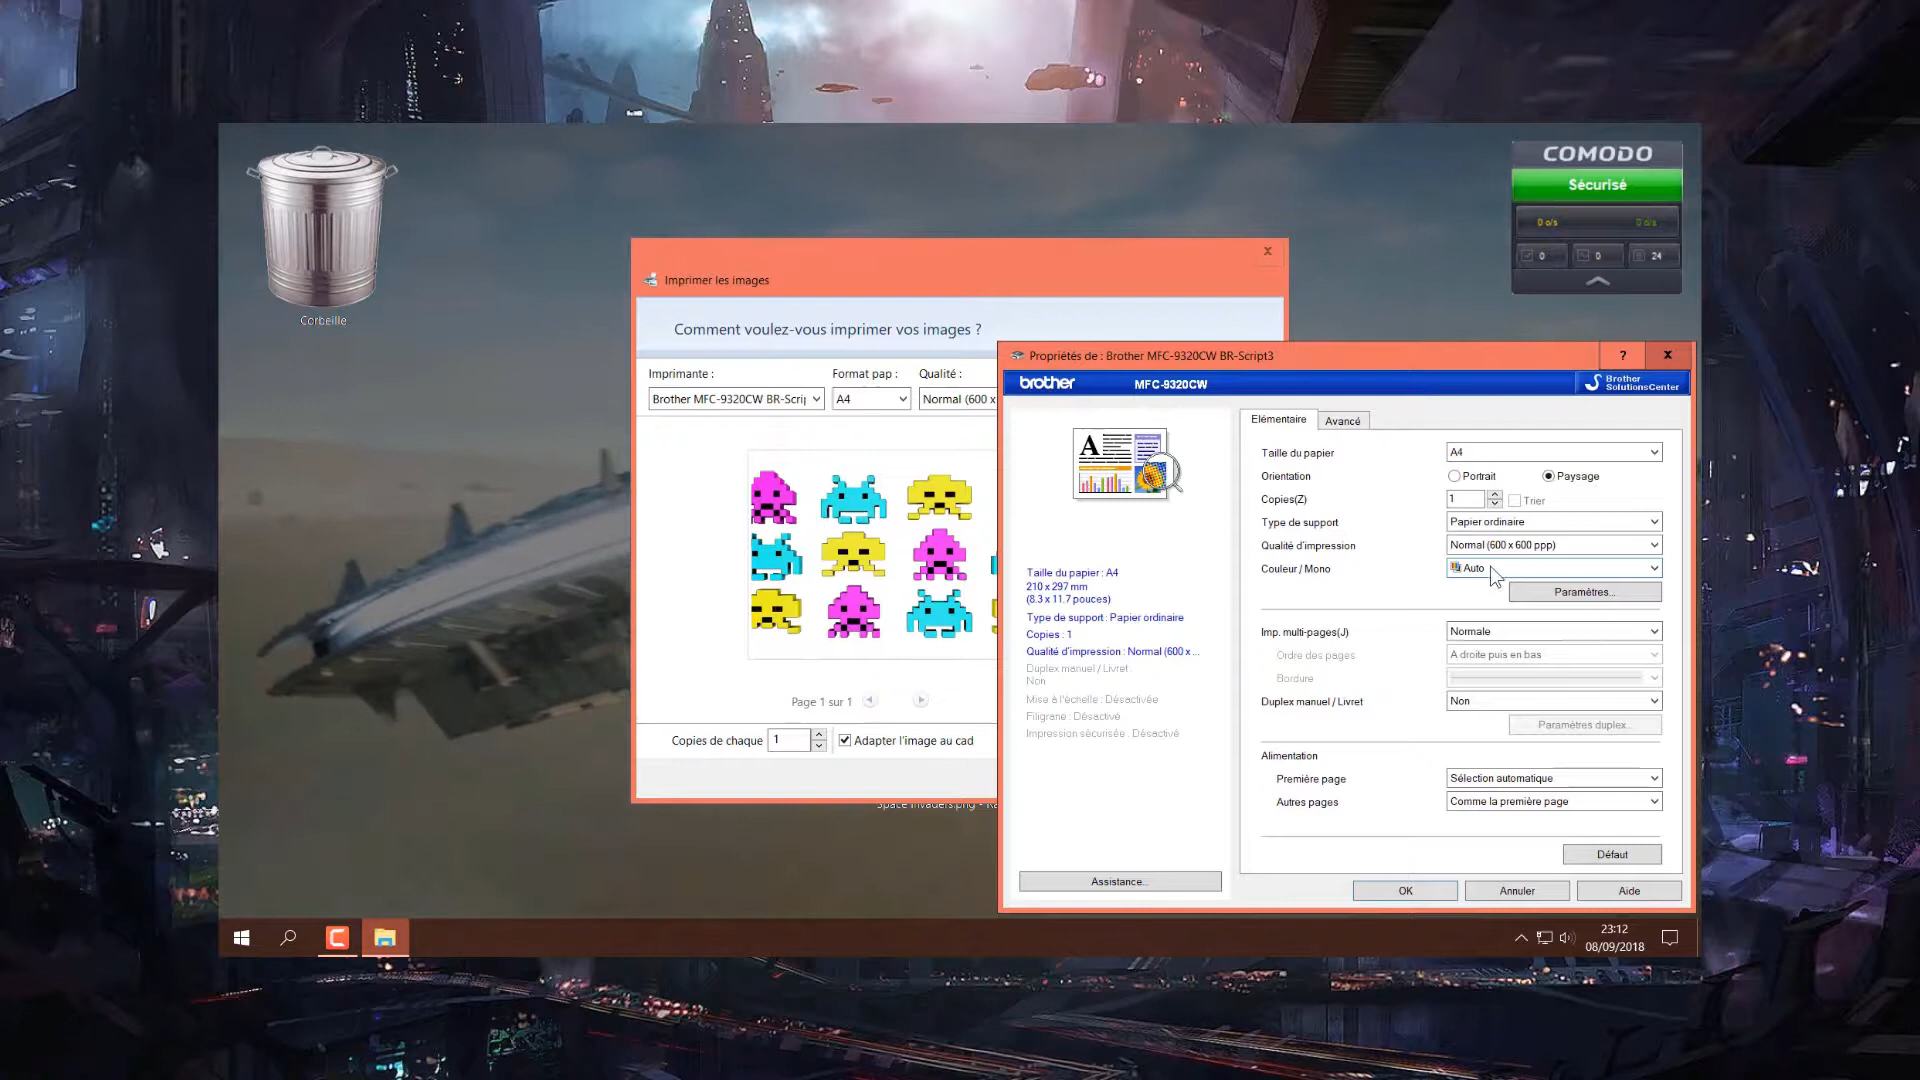 Corbeille
COMODO
Sécurisé
0 o/s
0 o/s
0
0
24
Imprimer les images
x
Comment voulez-vous imprimer vos images ?
Imprimante :
Format pap :
Qualité :
Brother MFC-9320CW BR-Scrip
A4
Normal (600 x
Page 1 sur 1
Copies de chaque
1
Adapter l'image au cad
Propriétés de : Brother MFC-9320CW BR-Script3
?
x
brother
MFC-9320CW
Brother
SolutionsCenter
A
Taille du papier : A4
210 x 297 mm
(8.3 x 11.7 pouces)
Type de support : Papier ordinaire
Copies : 1
Qualité d'impression : Normal (600 x ...
Duplex manuel / Livret :
Non
Mise à l'échelle : Désactivée
Filigrane : Désactivé
Impression sécurisée : Désactivé
Assistance...
Elémentaire
Avancé
Taille du papier
A4
Orientation
Portrait
Paysage
Copies(Z)
1
Trier
Type de support
Papier ordinaire
Qualité d'impression
Normal (600 x 600 ppp)
Couleur / Mono
Auto
Paramètres...
Imp. multi-pages(J)
Normale
Ordre des pages
A droite puis en bas
Bordure
Duplex manuel / Livret
Non
Paramètres duplex...
Alimentation
Première page
Sélection automatique
Autres pages
Comme la première page
Défaut
OK
Annuler
Aide
23:12
08/09/2018